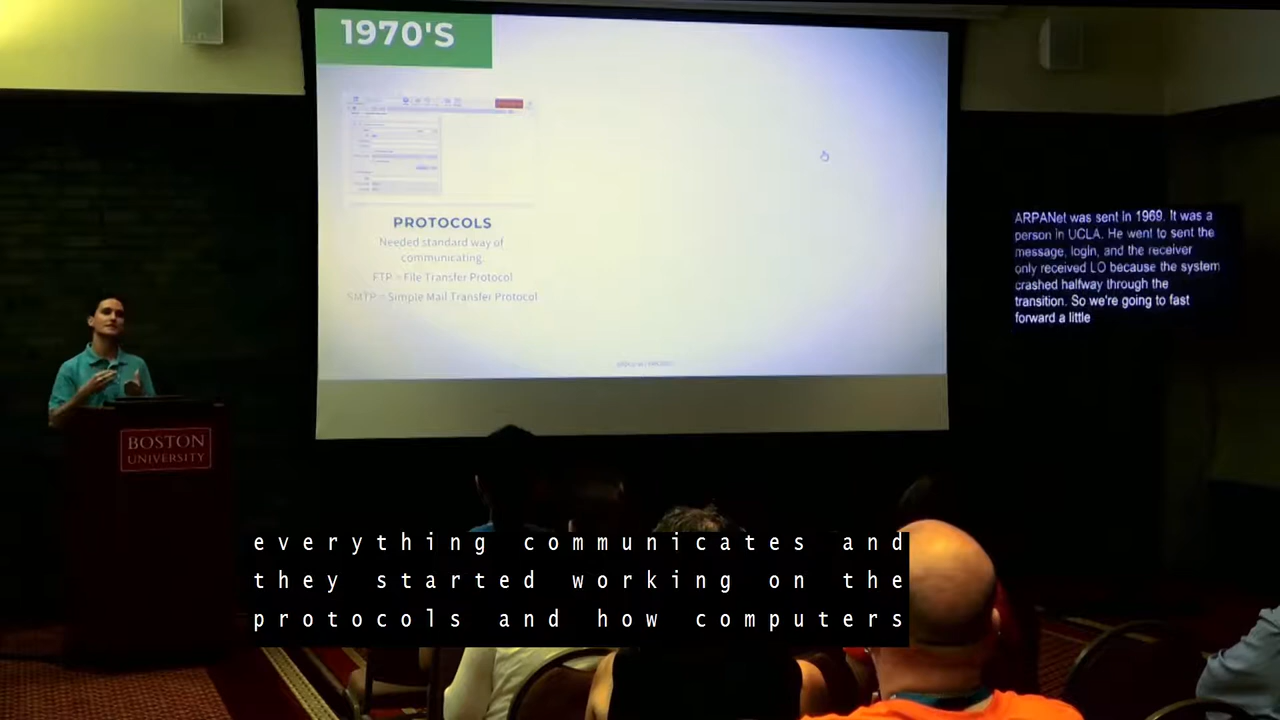 1970'S
PROTOCOLS
Needed standard way of
communicating.
FTP = File Transfer Protocol
SMTP = Simple Mail Transfer Protocol
ARPANet was sent in 1969. It was a
person in UCLA. He went to sent the
message, login, and the receiver
only received LO because the system
crashed halfway through the
transition. So we're going to fast
forward a little
BOSTON
UNIVERSITY
everything communicates and
they started working on the
protocols and how computers